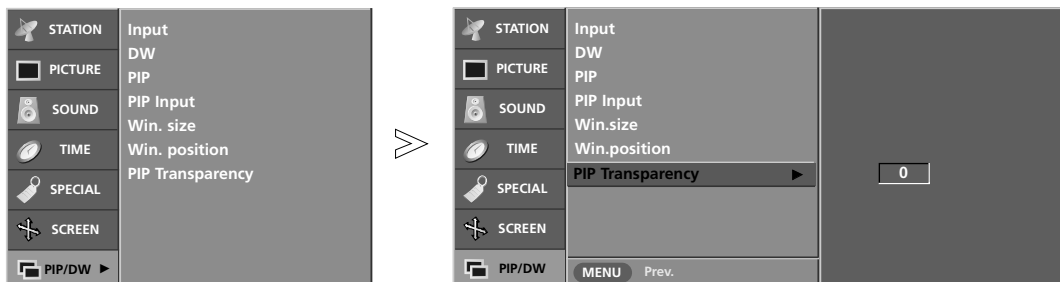 STATION
PICTURE
SOUND
TIME
SPECIAL
SCREEN
PIP/DW ►
Input
DW
PIP
PIP Input
Win. size
Win. position
PIP Transparency
STATION
PICTURE
SOUND
TIME
SPECIAL
SCREEN
PIP/DW
Input
DW
PIP
PIP Input
Win.size
Win.position
PIP Transparency ►
MENU Prev.
0